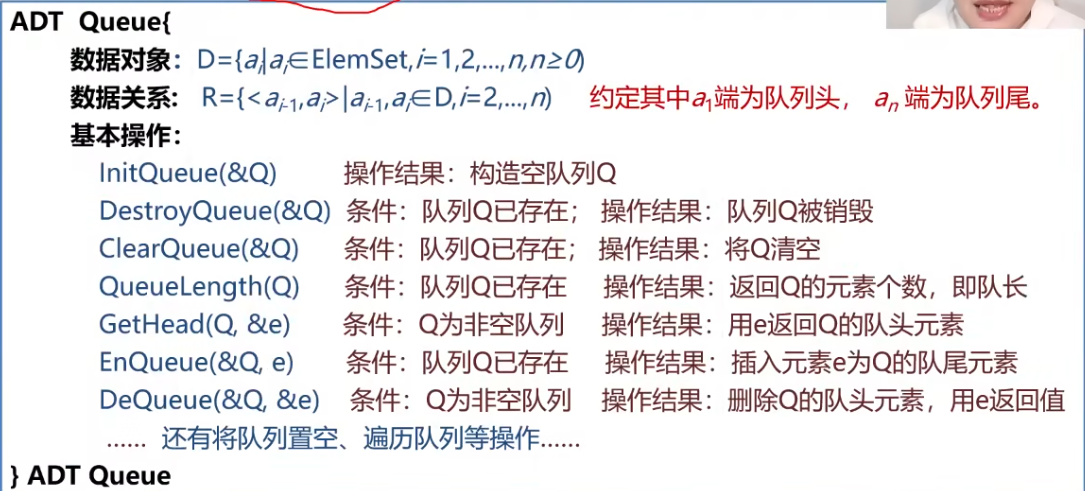 ADT Queue{
数据对象：D={aᵢ|aᵢ∈ElemSet,i=1,2,...,n,n≥0)
数据关系：R={<aᵢ₋₁,aᵢ>|aᵢ₋₁,aᵢ∈D,i=2,...,n) 约定其中a₁端为队列头， aₙ 端为队列尾。
基本操作：
InitQueue(&Q) 操作结果：构造空队列Q
DestroyQueue(&Q) 条件：队列Q已存在； 操作结果：队列Q被销毁
ClearQueue(&Q) 条件：队列Q已存在； 操作结果：将Q清空
QueueLength(Q) 条件：队列Q已存在 操作结果：返回Q的元素个数，即队长
GetHead(Q, &e) 条件：Q为非空队列 操作结果：用e返回Q的队头元素
EnQueue(&Q, e) 条件：队列Q已存在 操作结果：插入元素e为Q的队尾元素
DeQueue(&Q, &e) 条件：Q为非空队列 操作结果：删除Q的队头元素，用e返回值
…… 还有将队列置空、遍历队列等操作……
} ADT Queue